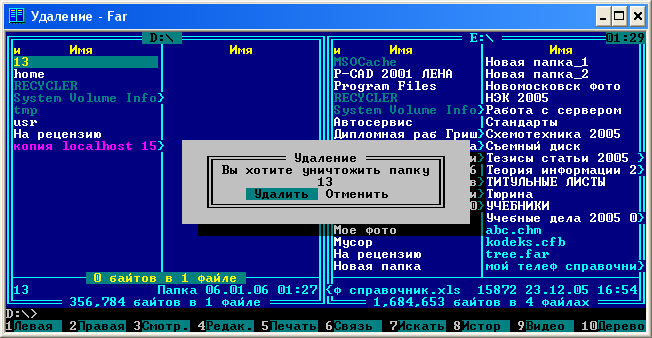 Удаление - Far
D:\
E:\
01:29
и Имя Имя
и Имя Имя
13
home
RECYCLER
System Volume Info}
tmp
usr
На рецензию
копия localhost 15}
MSOCache
P-CAD 2001 ЛЕНА
Program Files
RECYCLER
System Volume Info}
Автосервис
Дипломная раб Гриш}
а}
и}
6}
и}
и}
0}
Мое фото
Мусор
На рецензию
Новая папка
Новая папка_1
Новая папка_2
Новомосковск фото
НЭК 2005
Работа с сервером
Стандарты
Схемотехника 2005
Съемный диск
Тезисы статьи 2005 }
Теория информации 2}
ТИТУЛЬНЫЕ ЛИСТЫ
Тюрина
УЧЕБНИКИ
Учебные дела 2005 0}
abc.chm
kodeks.cfb
tree.far
мой телеф справочни}
Удаление
Вы хотите уничтожить папку
13
Удалить Отменить
0 байтов в 1 файле
13 Папка 06.01.06 01:27
{ф справочник.xls 15872 23.12.05 16:54
356,784 байтов в 1 файле
1,684,653 байтов в 4 файлах
D:\>
1Левая 2Правая 3Смотр. 4Редак. 5Печать 6Связь 7Искать 8Истор 9Видео 10Дерево